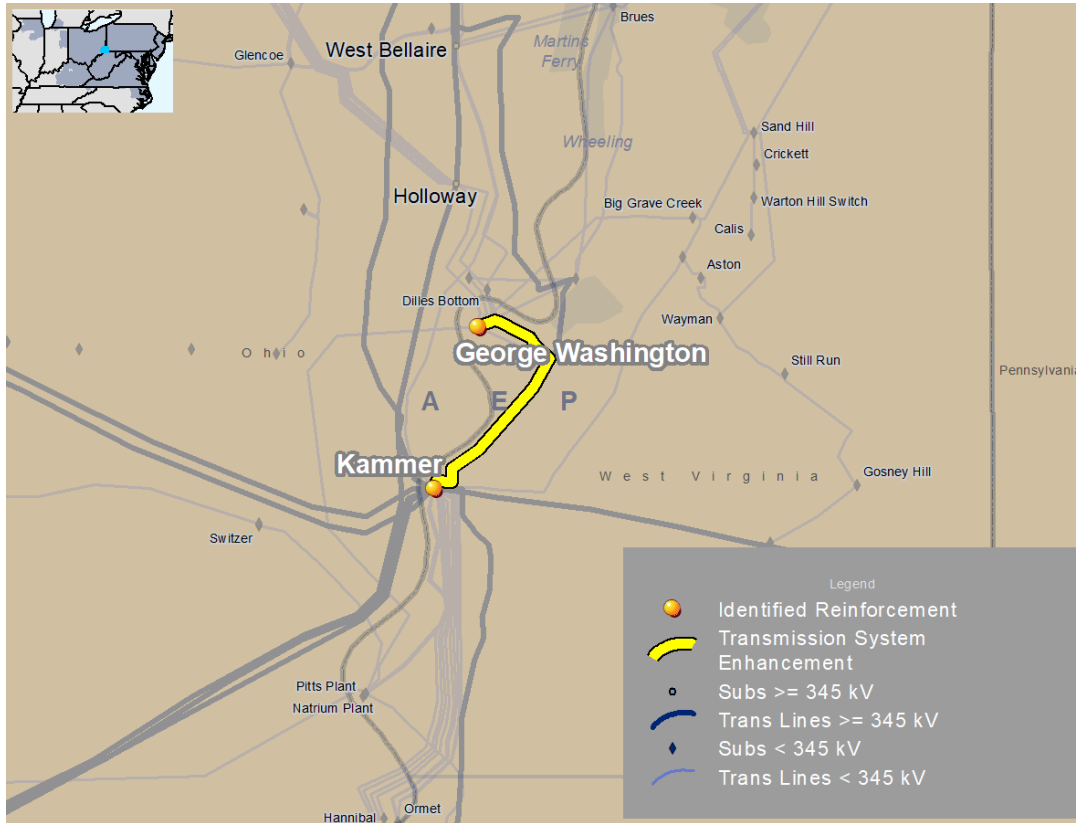 Brues
West Bellaire
Martins
Ferry
Glencoe
Sand Hill
Wheeling
Crickett
Holloway
Big Grave Creek
Warton Hill Switch
Calis
Aston
Dilles Bottom
Wayman
Ohio
George Washington
Still Run
Pennsylvania
A E P
Kammer
West Virginia
Gosney Hill
Switzer
Legend
Identified Reinforcement
Transmission System
Enhancement
Subs >= 345 kV
Trans Lines >= 345 kV
Subs < 345 kV
Trans Lines < 345 kV
Pitts Plant
Natrium Plant
Ormet
Hannibal